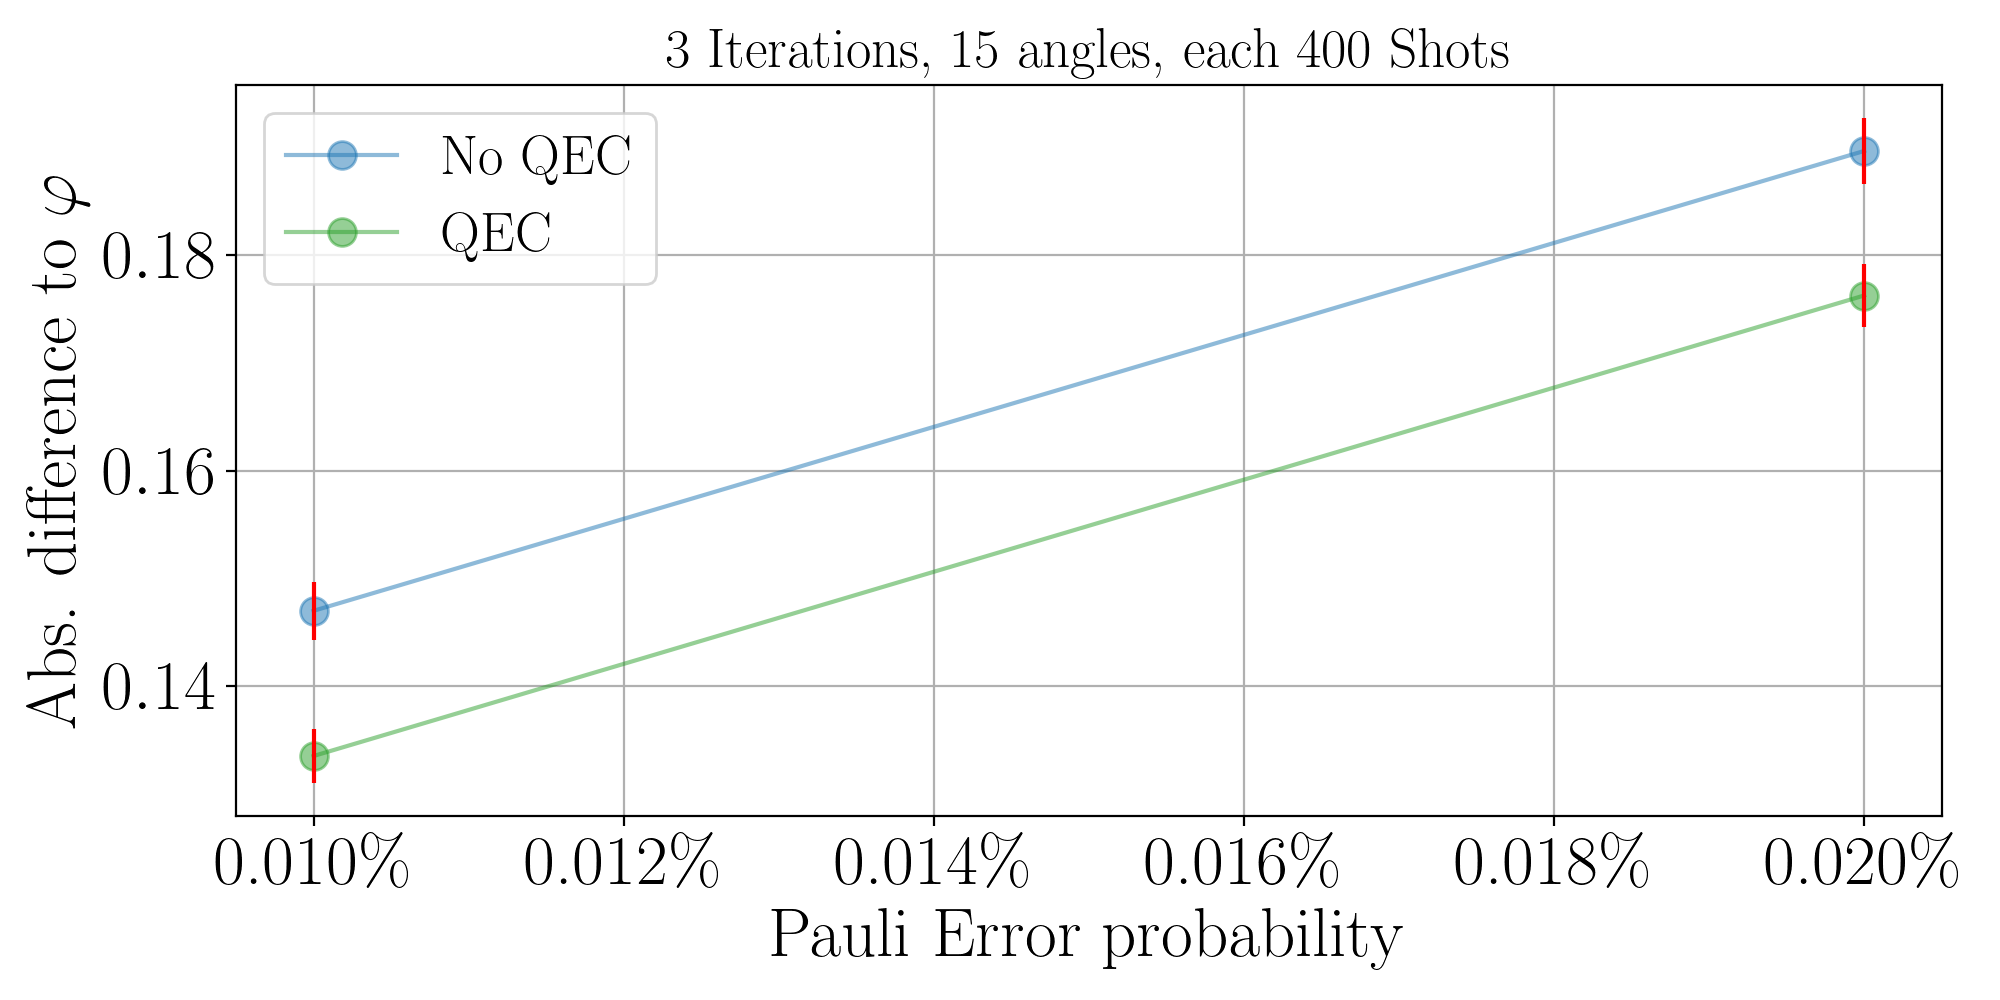 3 Iterations, 15 angles, each 400 Shots
No QEC
QEC
Abs. difference to φ
0.18
0.16
0.14
0.010% 0.012% 0.014% 0.016% 0.018% 0.020%
Pauli Error probability